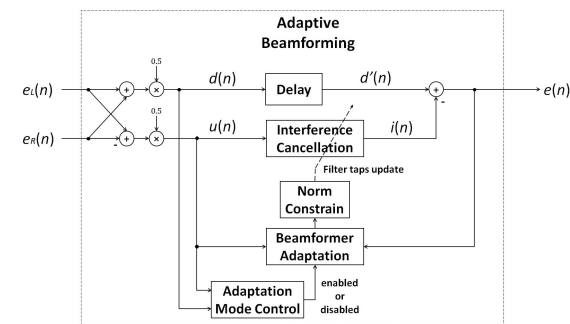 Adaptive
Beamforming
0.5
eL(n)
+
×
d(n)
Delay
d'(n)
+
-
e(n)
0.5
eR(n)
-
+
×
u(n)
Interference
Cancellation
i(n)
Filter taps update
Norm
Constrain
Beamformer
Adaptation
Adaptation
Mode Control
enabled
or
disabled